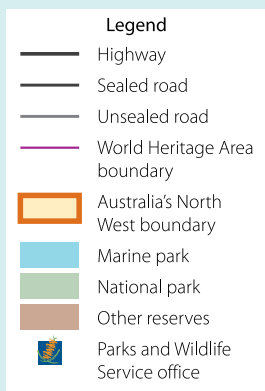 Legend
Highway
Sealed road
Unsealed road
World Heritage Area
boundary
Australia's North
West boundary
Marine park
National park
Other reserves
Parks and Wildlife
Service office